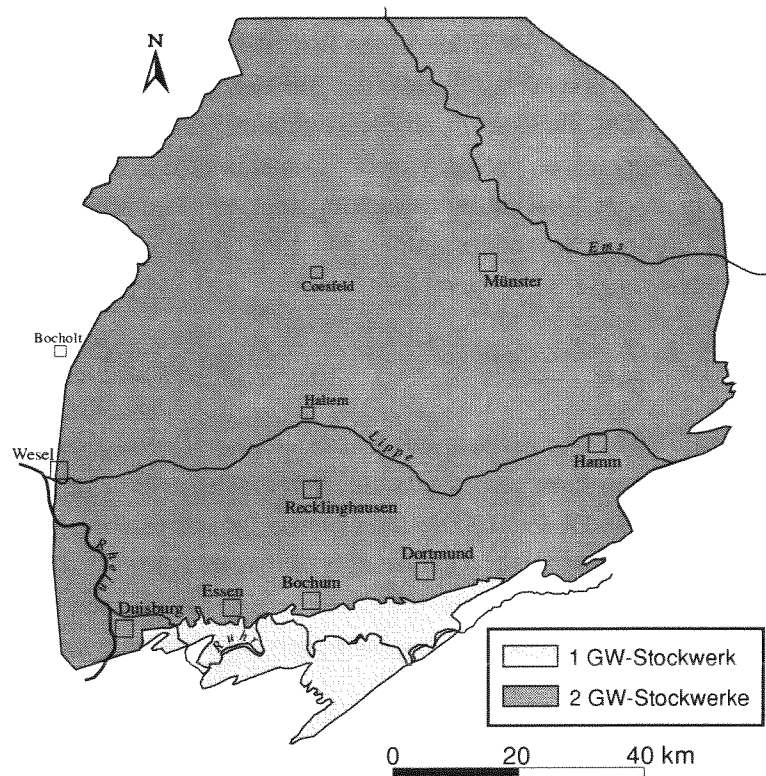 N
Ems
Coesfeld
Münster
Bocholt
Haltern
Lippe
Wesel
Hamm
Recklinghausen
Rhein
Dortmund
Essen
Bochum
Duisburg
Ruhr
1 GW-Stockwerk
2 GW-Stockwerke
0 20 40 km